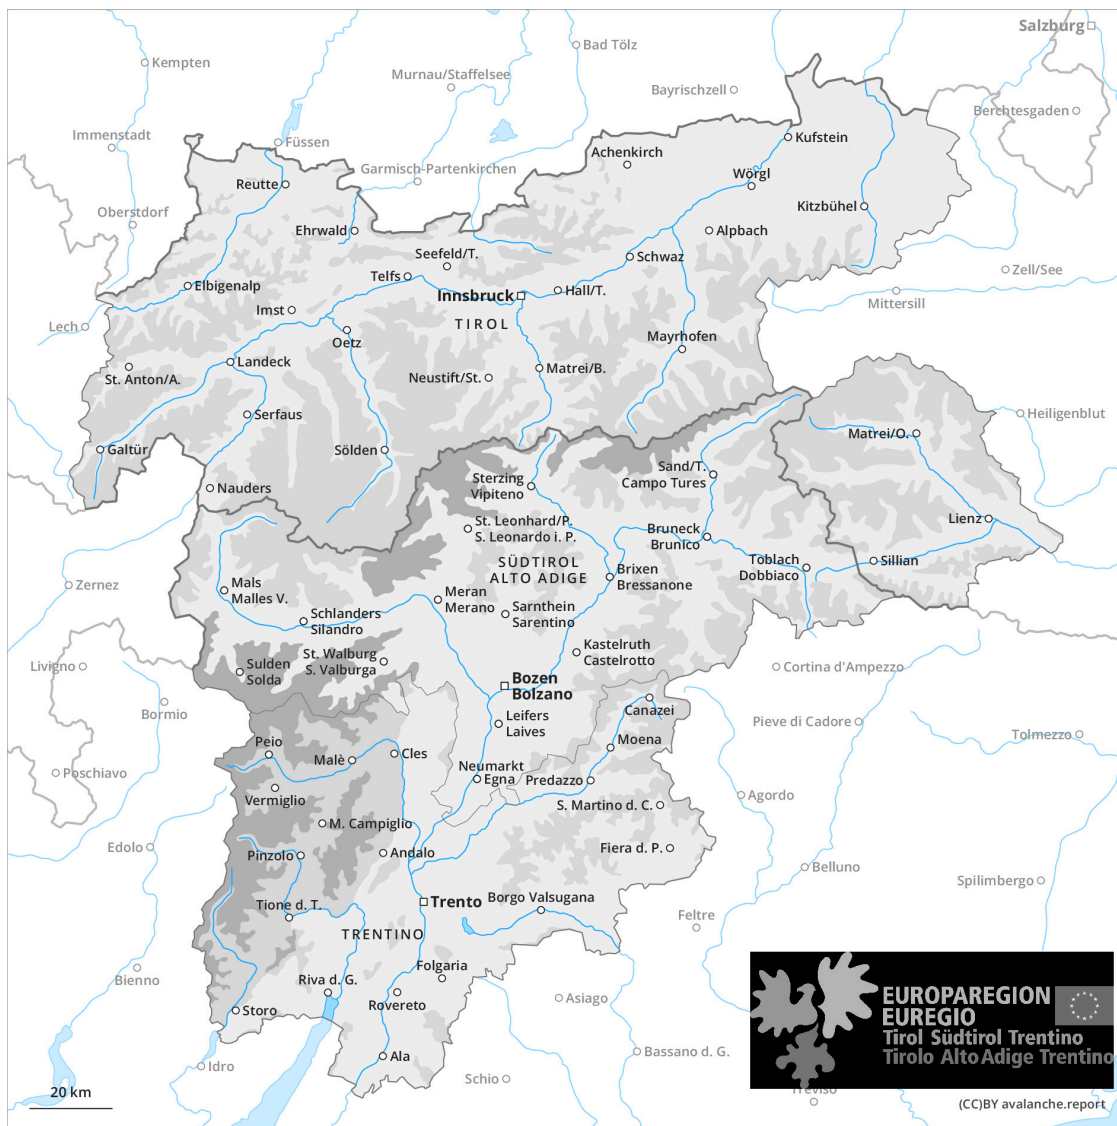 Salzburg
Bad Tölz
Kempten
Murnau/Staffelsee
Bayrischzell
Berchtesgaden
Immenstadt
Füssen
Kufstein
Achenkirch
Garmisch-Partenkirchen
Wörgl
Reutte
Oberstdorf
Kitzbühel
Ehrwald
Alpbach
Seefeld/T.
Schwaz
Telfs
Zell/See
Elbigenalp
Hall/T.
Innsbruck
Mittersill
Imst
TIROL
Lech
Oetz
Mayrhofen
Landeck
Matrei/B.
St. Anton/A.
Neustift/St.
Serfaus
Heiligenblut
Matrei/O.
Galtür
Sölden
Sand/T.
Campo Tures
Sterzing
Vipiteno
Nauders
Lienz
St. Leonhard/P.
S. Leonardo i. P.
Bruneck
Brunico
SÜDTIROL
ALTO ADIGE
Toblach
Dobbiaco
Sillian
Brixen
Bressanone
Zernez
Mals
Malles V.
Meran
Merano
Sarnthein
Sarentino
Schlanders
Silandro
Kastelruth
Castelrotto
St. Walburg
S. Valburga
Livigno
Sulden
Solda
Cortina d'Ampezzo
Bozen
Bolzano
Bormio
Canazei
Leifers
Laives
Pieve di Cadore
Tolmezzo
Peio
Moena
Cles
Malè
Poschiavo
Neumarkt
Egna
Predazzo
Vermiglio
Agordo
S. Martino d. C.
M. Campiglio
Edolo
Fiera d. P.
Pinzolo
Andalo
Belluno
Spilimbergo
Borgo Valsugana
Trento
Tione d. T.
Feltre
TRENTINO
Folgaria
Bienno
Riva d. G.
Asiago
Rovereto
Storo
EUROPAREGION
EUREGIO
Tirol Südtirol Trentino
Tirolo Alto Adige Trentino
Bassano d. G.
Ala
Idro
Schio
Treviso
20 km
(CC)BY avalanche.report